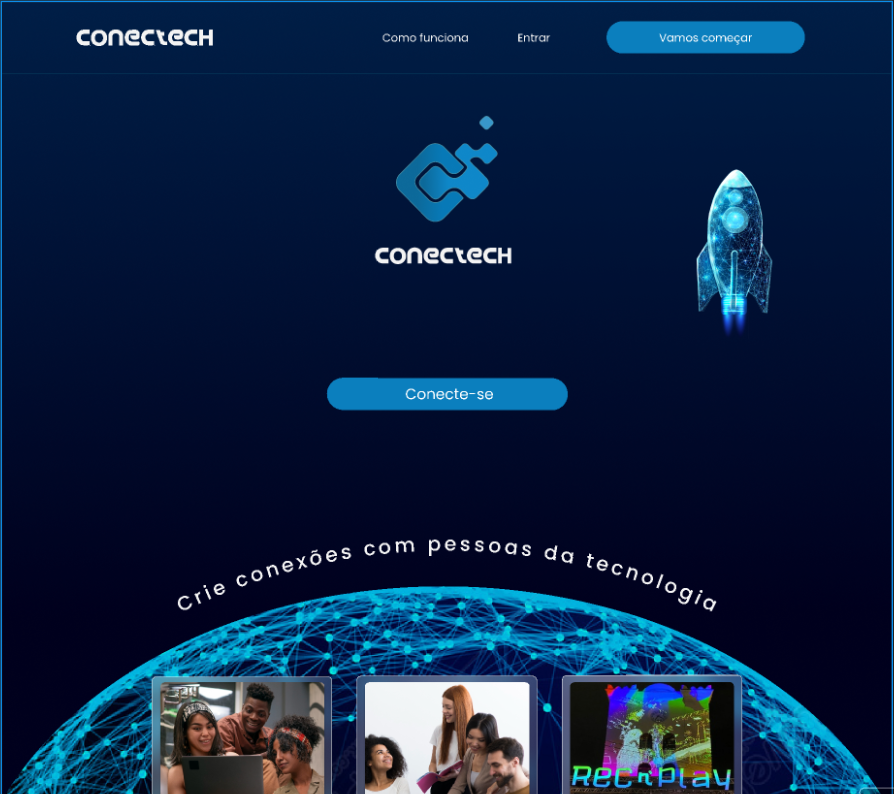 conectech
Como funciona
Entrar
Vamos começar
conectech
Conecte-se
Crie conexões com pessoas da tecnologia
REC'n'Play